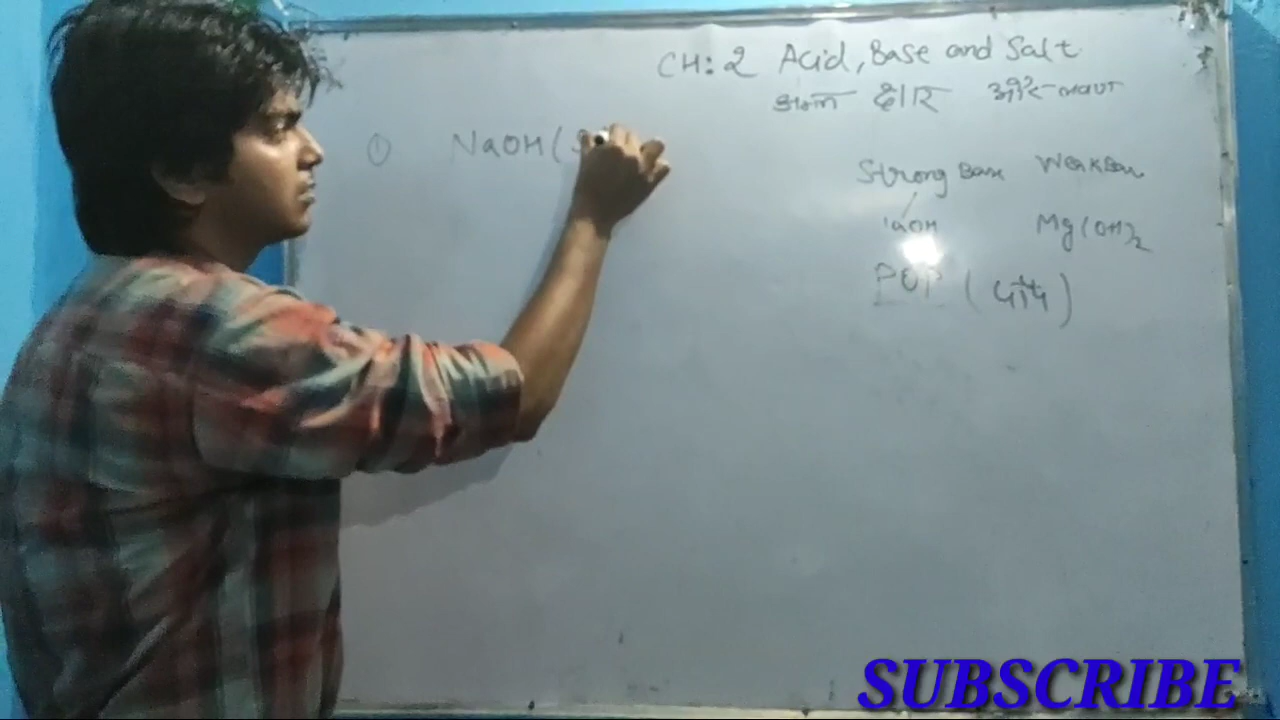 CH: 2 Acid, Base and Salt
अम्ल क्षार और लवण
① NaOH (S
Strong Base Weak Base
NaOH Mg(OH)2
POP (पॉप)
SUBSCRIBE